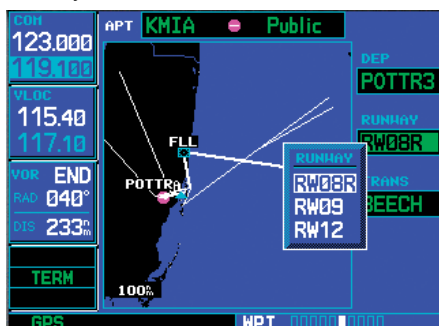 COM
123.000
119.100
VLOC
115.40
117.10
VOR END
RAD 040°
DIS 233nm
TERM
GPS
APT KMIA Public
DEP
POTTR3
RUNWAY
RW08R
TRANS
BEECH
FLL
POTTR
RUNWAY
RW08R
RW09
RW12
100nm
WPT